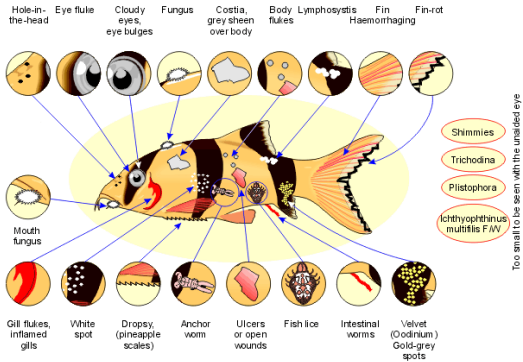 Hole-in-
the-head
Eye fluke
Cloudy
eyes,
eye bulges
Fungus
Costia,
grey sheen
over body
Body
flukes
Lymphosystis
Fin
Haemorrhaging
Fin-rot
Shimmies
Trichodina
Plistophora
Ichthyophthinus
multifilis F/W
Too small to be seen with the unaided eye
Mouth
fungus
Gill flukes,
inflamed
gills
White
spot
Dropsy,
(pineapple
scales)
Anchor
worm
Ulcers
or open
wounds
Fish lice
Intestinal
worms
Velvet
(Oodinium)
Gold-grey
spots